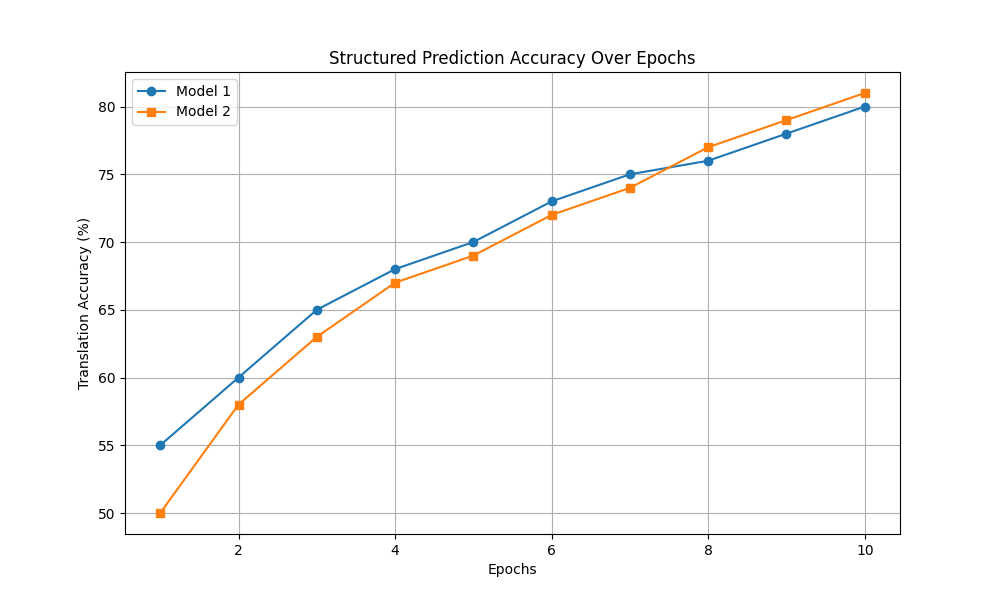 Structured Prediction Accuracy Over Epochs
Model 1
Model 2
Translation Accuracy (%)
80
75
70
65
60
55
50
2 4 6 8 10
Epochs